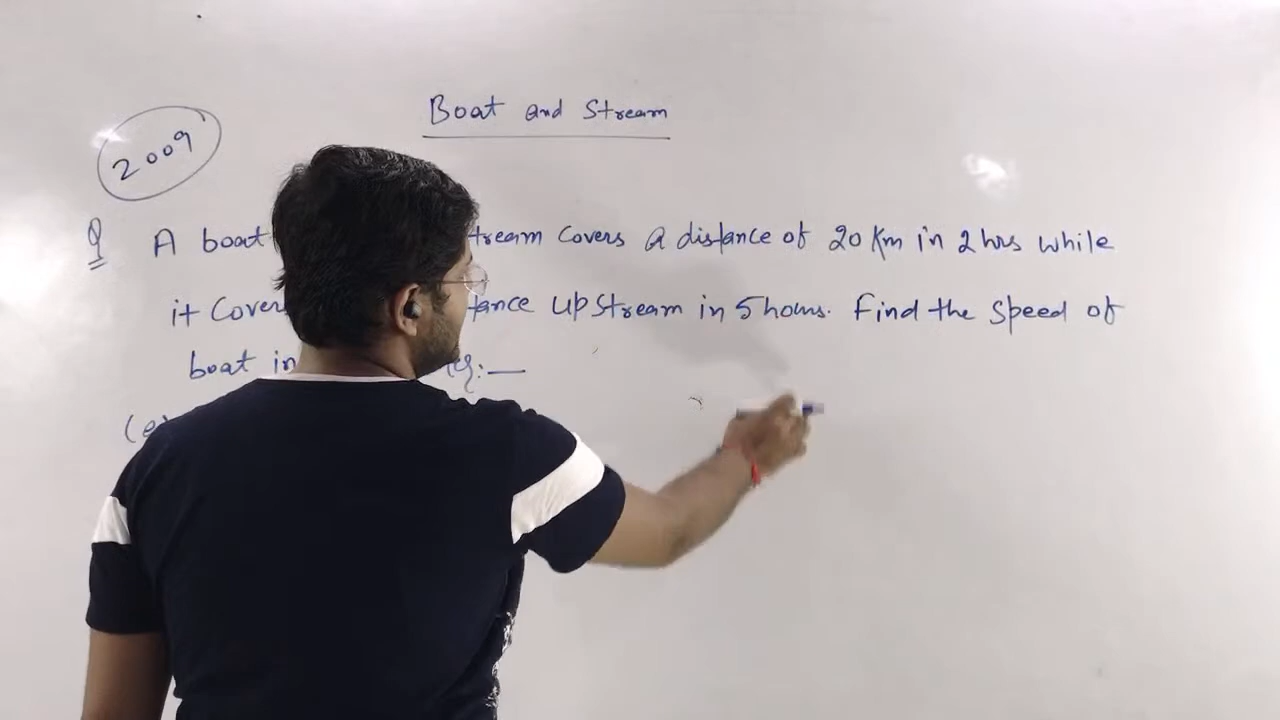 Boat and Stream
2009
Q A boat tream covers a distance of 20 Km in 2 hrs while
it Cover tance upstream in 5 hours. Find the speed of
boat in :—
(a